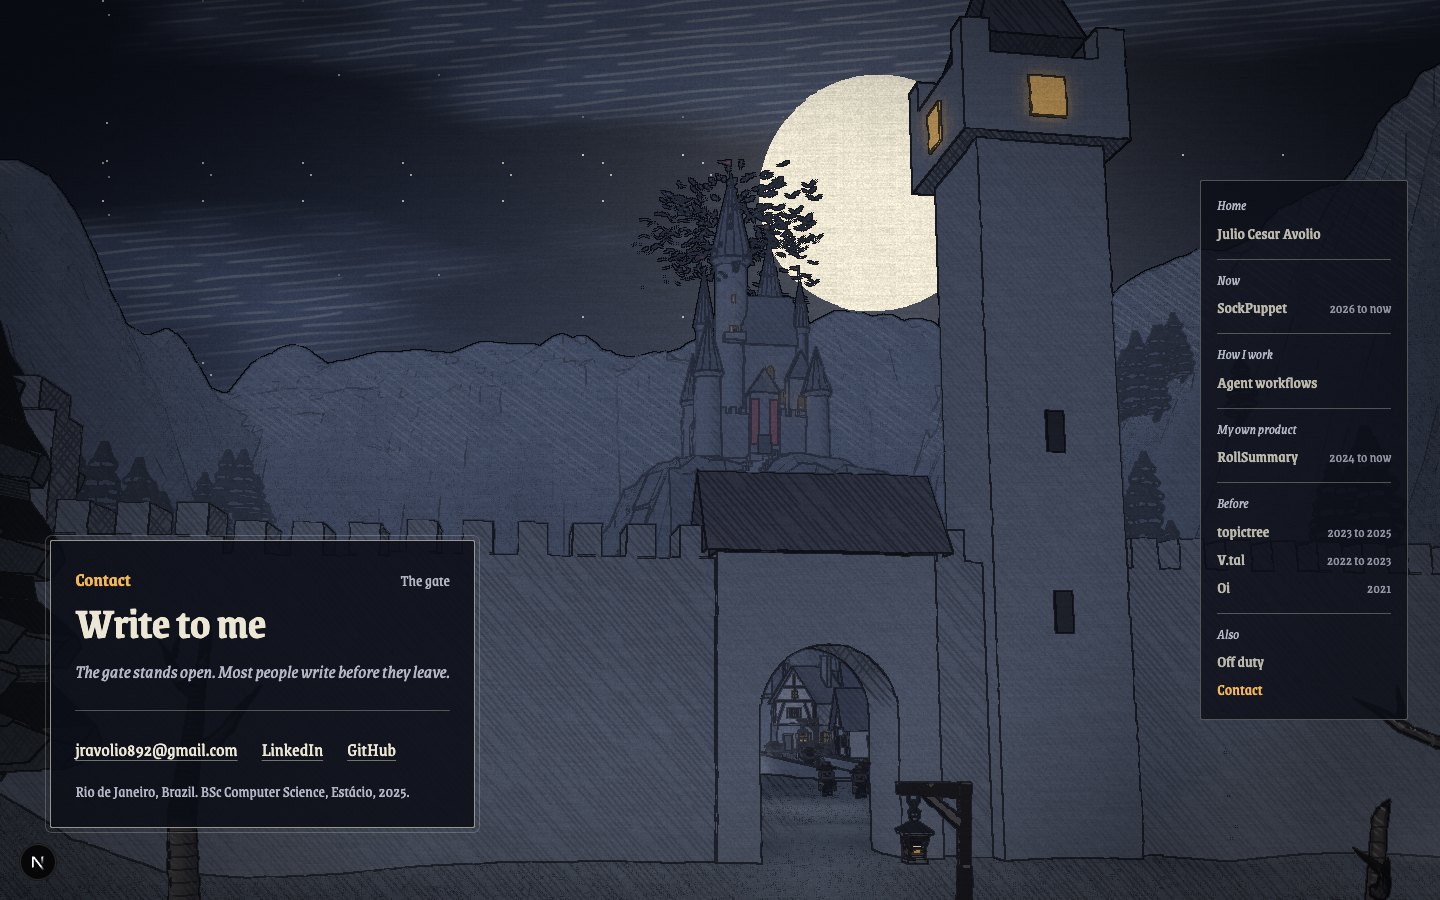 Contact
The gate
Write to me
The gate stands open. Most people write before they leave.
jravolio892@gmail.com LinkedIn GitHub
Rio de Janeiro, Brazil. BSc Computer Science, Estácio, 2025.
N
Home
Julio Cesar Avolio
Now
SockPuppet 2026 to now
How I work
Agent workflows
My own product
RollSummary 2024 to now
Before
topictree 2023 to 2025
V.tal 2022 to 2023
Oi 2021
Also
Off duty
Contact